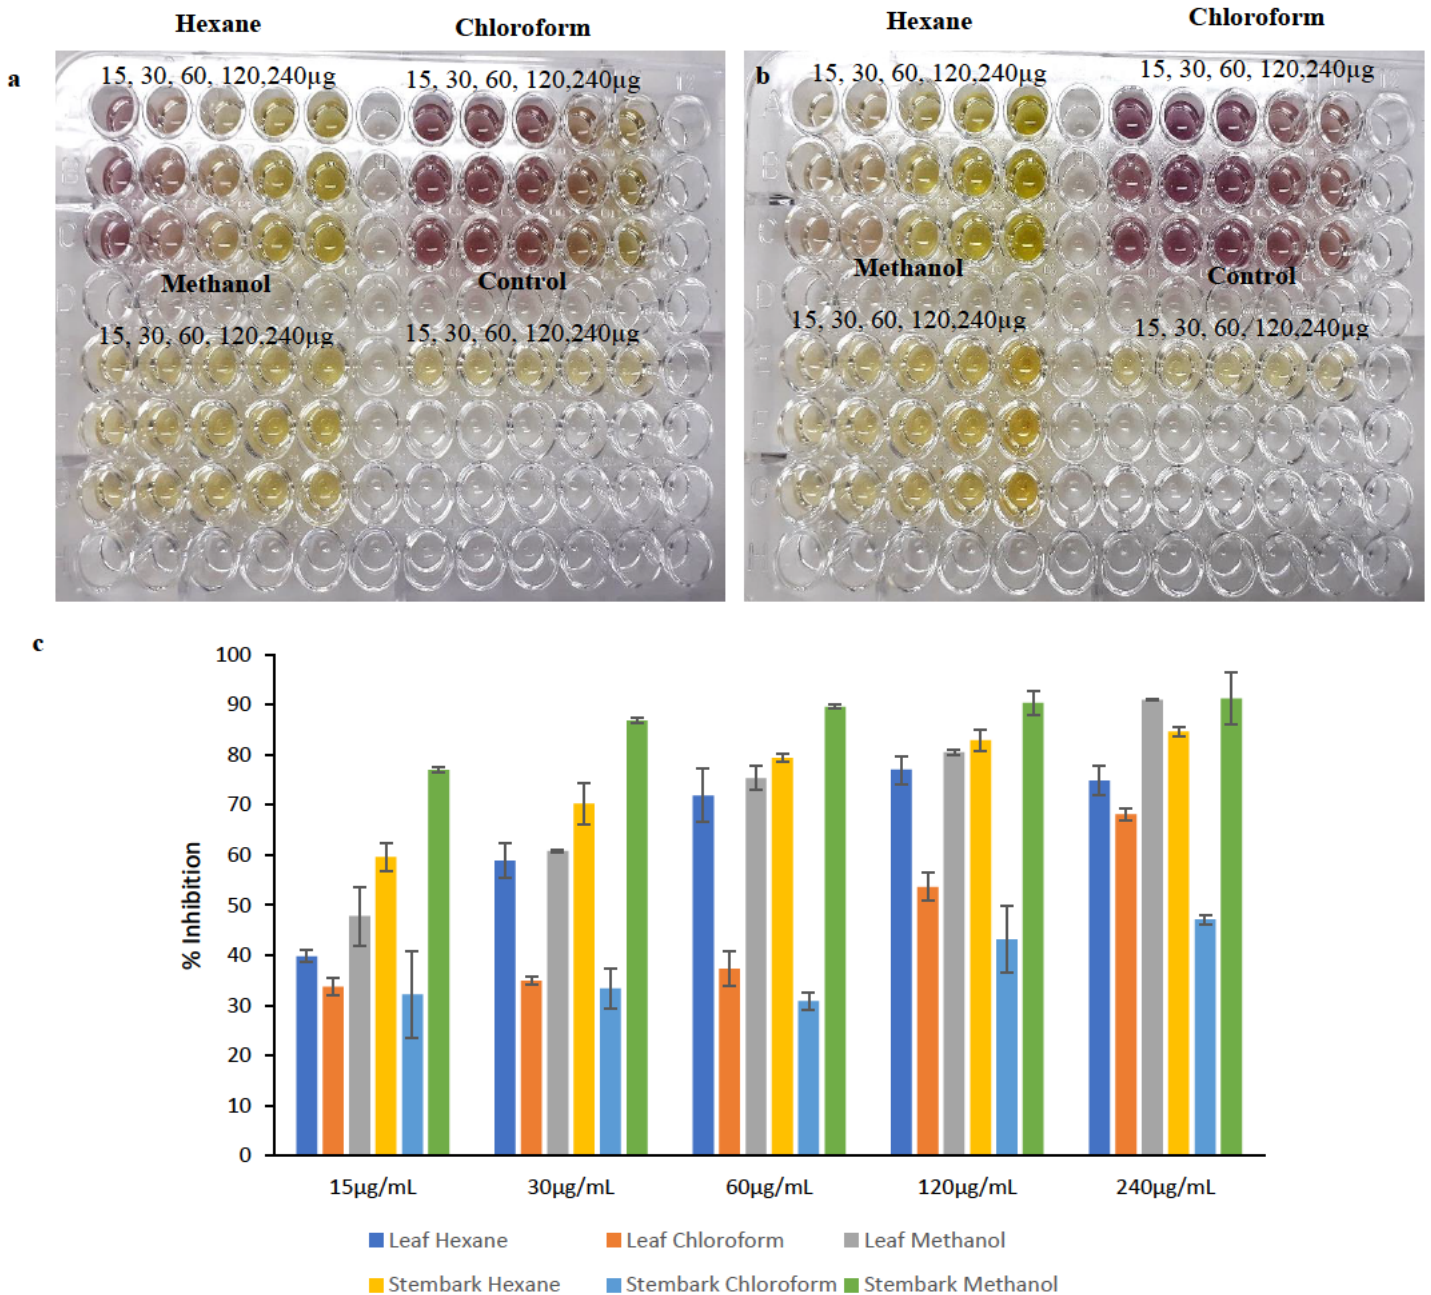 Hexane
Chloroform
a
15, 30, 60, 120,240µg
15, 30, 60, 120,240µg
Methanol
Control
15, 30, 60, 120,240µg
15, 30, 60, 120,240µg
Hexane
Chloroform
b
15, 30, 60, 120,240µg
15, 30, 60, 120,240µg
A
B
Methanol
Control
15, 30, 60, 120,240µg
15, 30, 60, 120,240µg
c
% Inhibition
100
90
80
70
60
50
40
30
20
10
0
15µg/mL
30µg/mL
60µg/mL
120µg/mL
240µg/mL
Leaf Hexane
Leaf Chloroform
Leaf Methanol
Stembark Hexane
Stembark Chloroform
Stembark Methanol